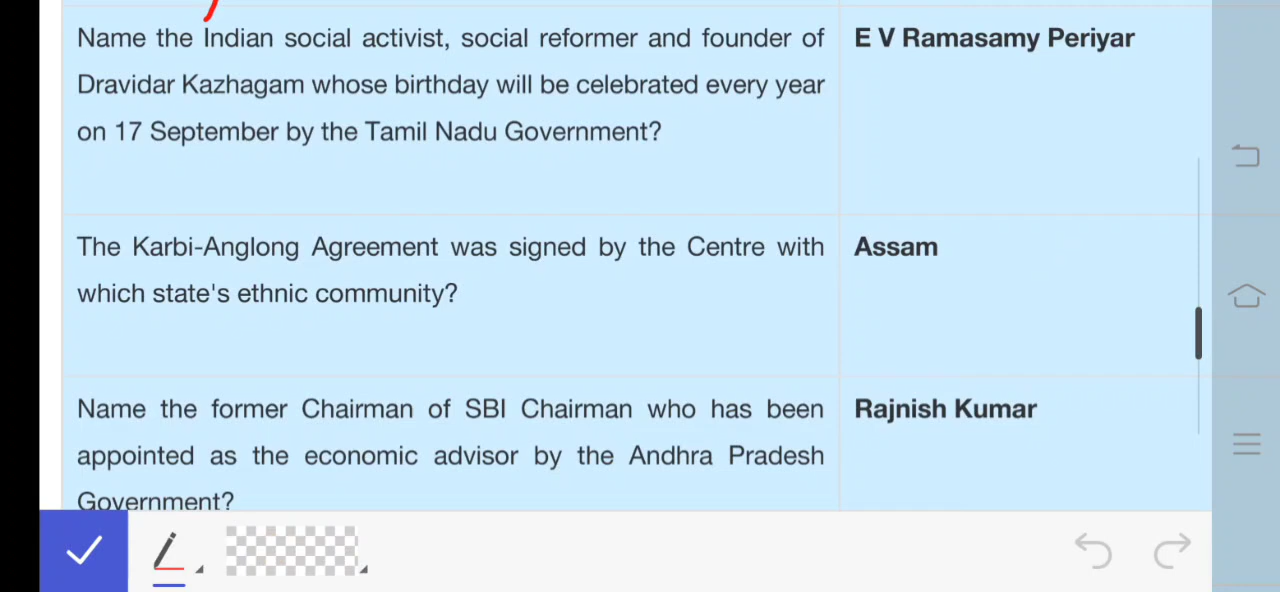 Name the Indian social activist, social reformer and founder of
Dravidar Kazhagam whose birthday will be celebrated every year
on 17 September by the Tamil Nadu Government?
E V Ramasamy Periyar
The Karbi-Anglong Agreement was signed by the Centre with
which state's ethnic community?
Assam
Name the former Chairman of SBI Chairman who has been
appointed as the economic advisor by the Andhra Pradesh
Government?
Rajnish Kumar